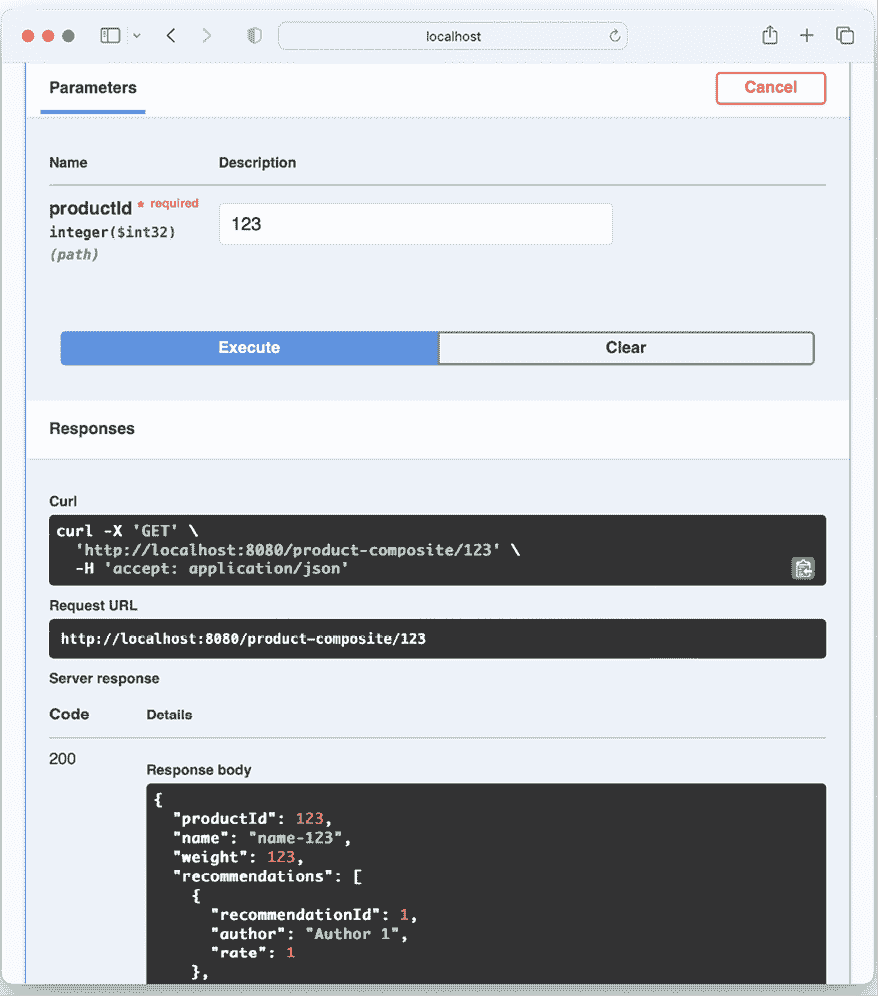 localhost
Parameters
Cancel
Name Description
productId * required 123
integer($int32)
(path)
Execute Clear
Responses
Curl
curl -X 'GET' \
'http://localhost:8080/product-composite/123' \
-H 'accept: application/json'
Request URL
http://localhost:8080/product-composite/123
Server response
Code Details
200
Response body
{
"productId": 123,
"name": "name-123",
"weight": 123,
"recommendations": [
{
"recommendationId": 1,
"author": "Author 1",
"rate": 1
},